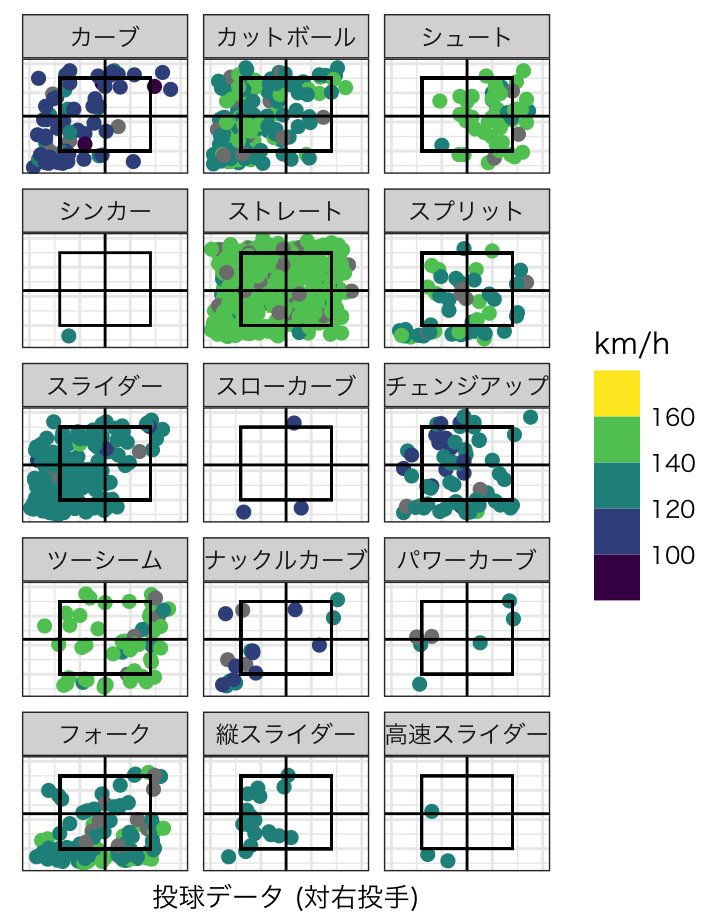 カーブ
カットボール
シュート
シンカー
ストレート
スプリット
スライダー
スローカーブ
チェンジアップ
ツーシーム
ナックルカーブ
パワーカーブ
フォーク
縦スライダー
高速スライダー
km/h
160
140
120
100
投球データ (対右投手)